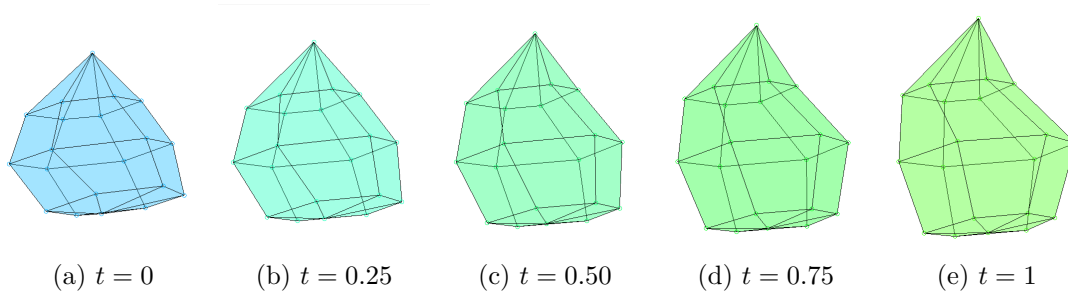 (a) t = 0 (b) t = 0.25 (c) t = 0.50 (d) t = 0.75 (e) t = 1